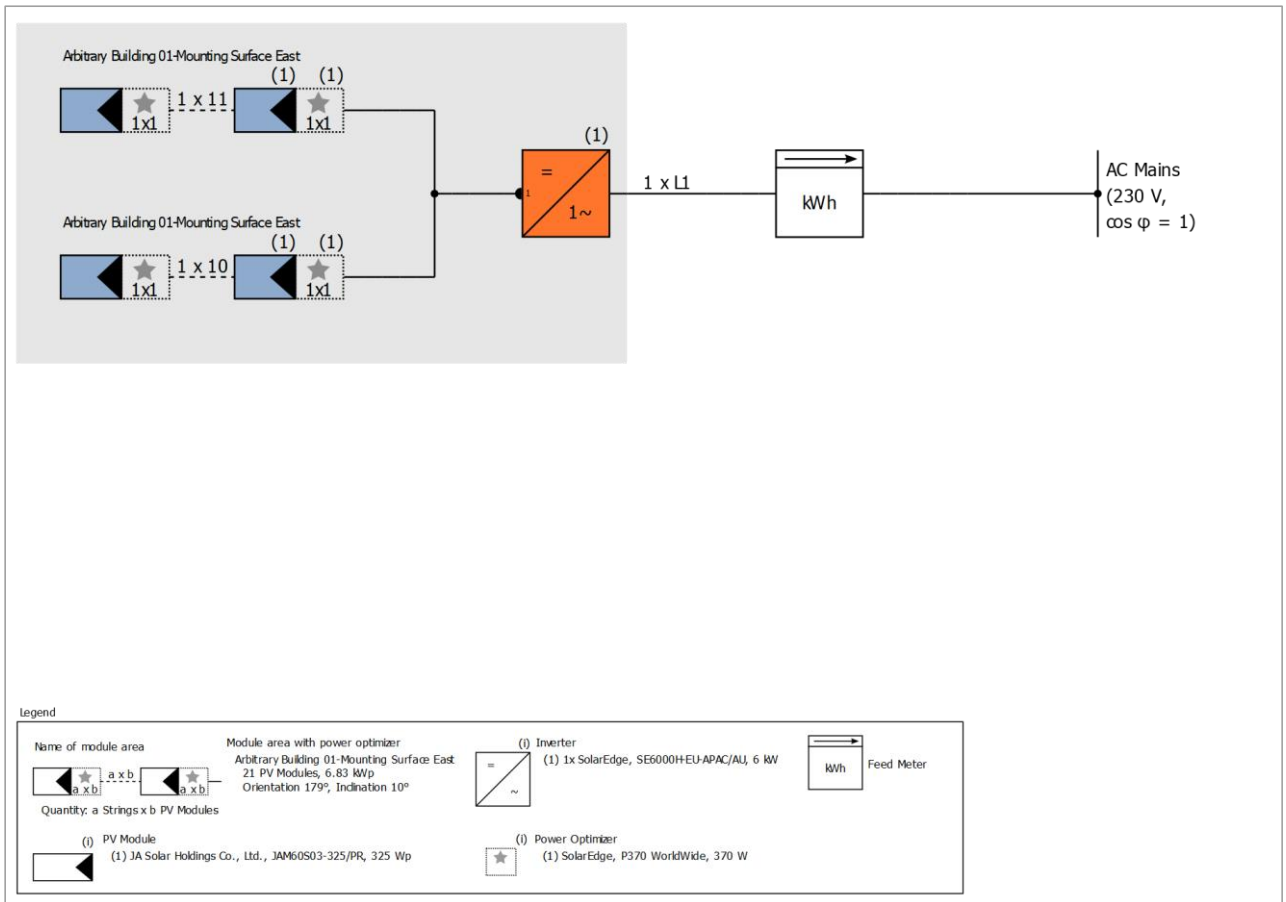 Arbitrary Building 01-Mounting Surface East
(1) (1)
1 x 11
1x1 1x1
(1)
=
1
1~
1 x L1
kWh
AC Mains
(230 V,
cos φ = 1)
Arbitrary Building 01-Mounting Surface East
(1) (1)
1 x 10
1x1 1x1
Legend
Name of module area
a x b
a x b a x b
Quantity: a Strings x b PV Modules
Module area with power optimizer
Arbitrary Building 01-Mounting Surface East
21 PV Modules, 6.83 kWp
Orientation 179°, Inclination 10°
(i) Inverter
(1) 1x SolarEdge, SE6000H-EU-APAC/AU, 6 kW
=
~
kWh
Feed Meter
(i) PV Module
(1) JA Solar Holdings Co., Ltd., JAM60S03-325/PR, 325 Wp
(i) Power Optimizer
(1) SolarEdge, P370 WorldWide, 370 W